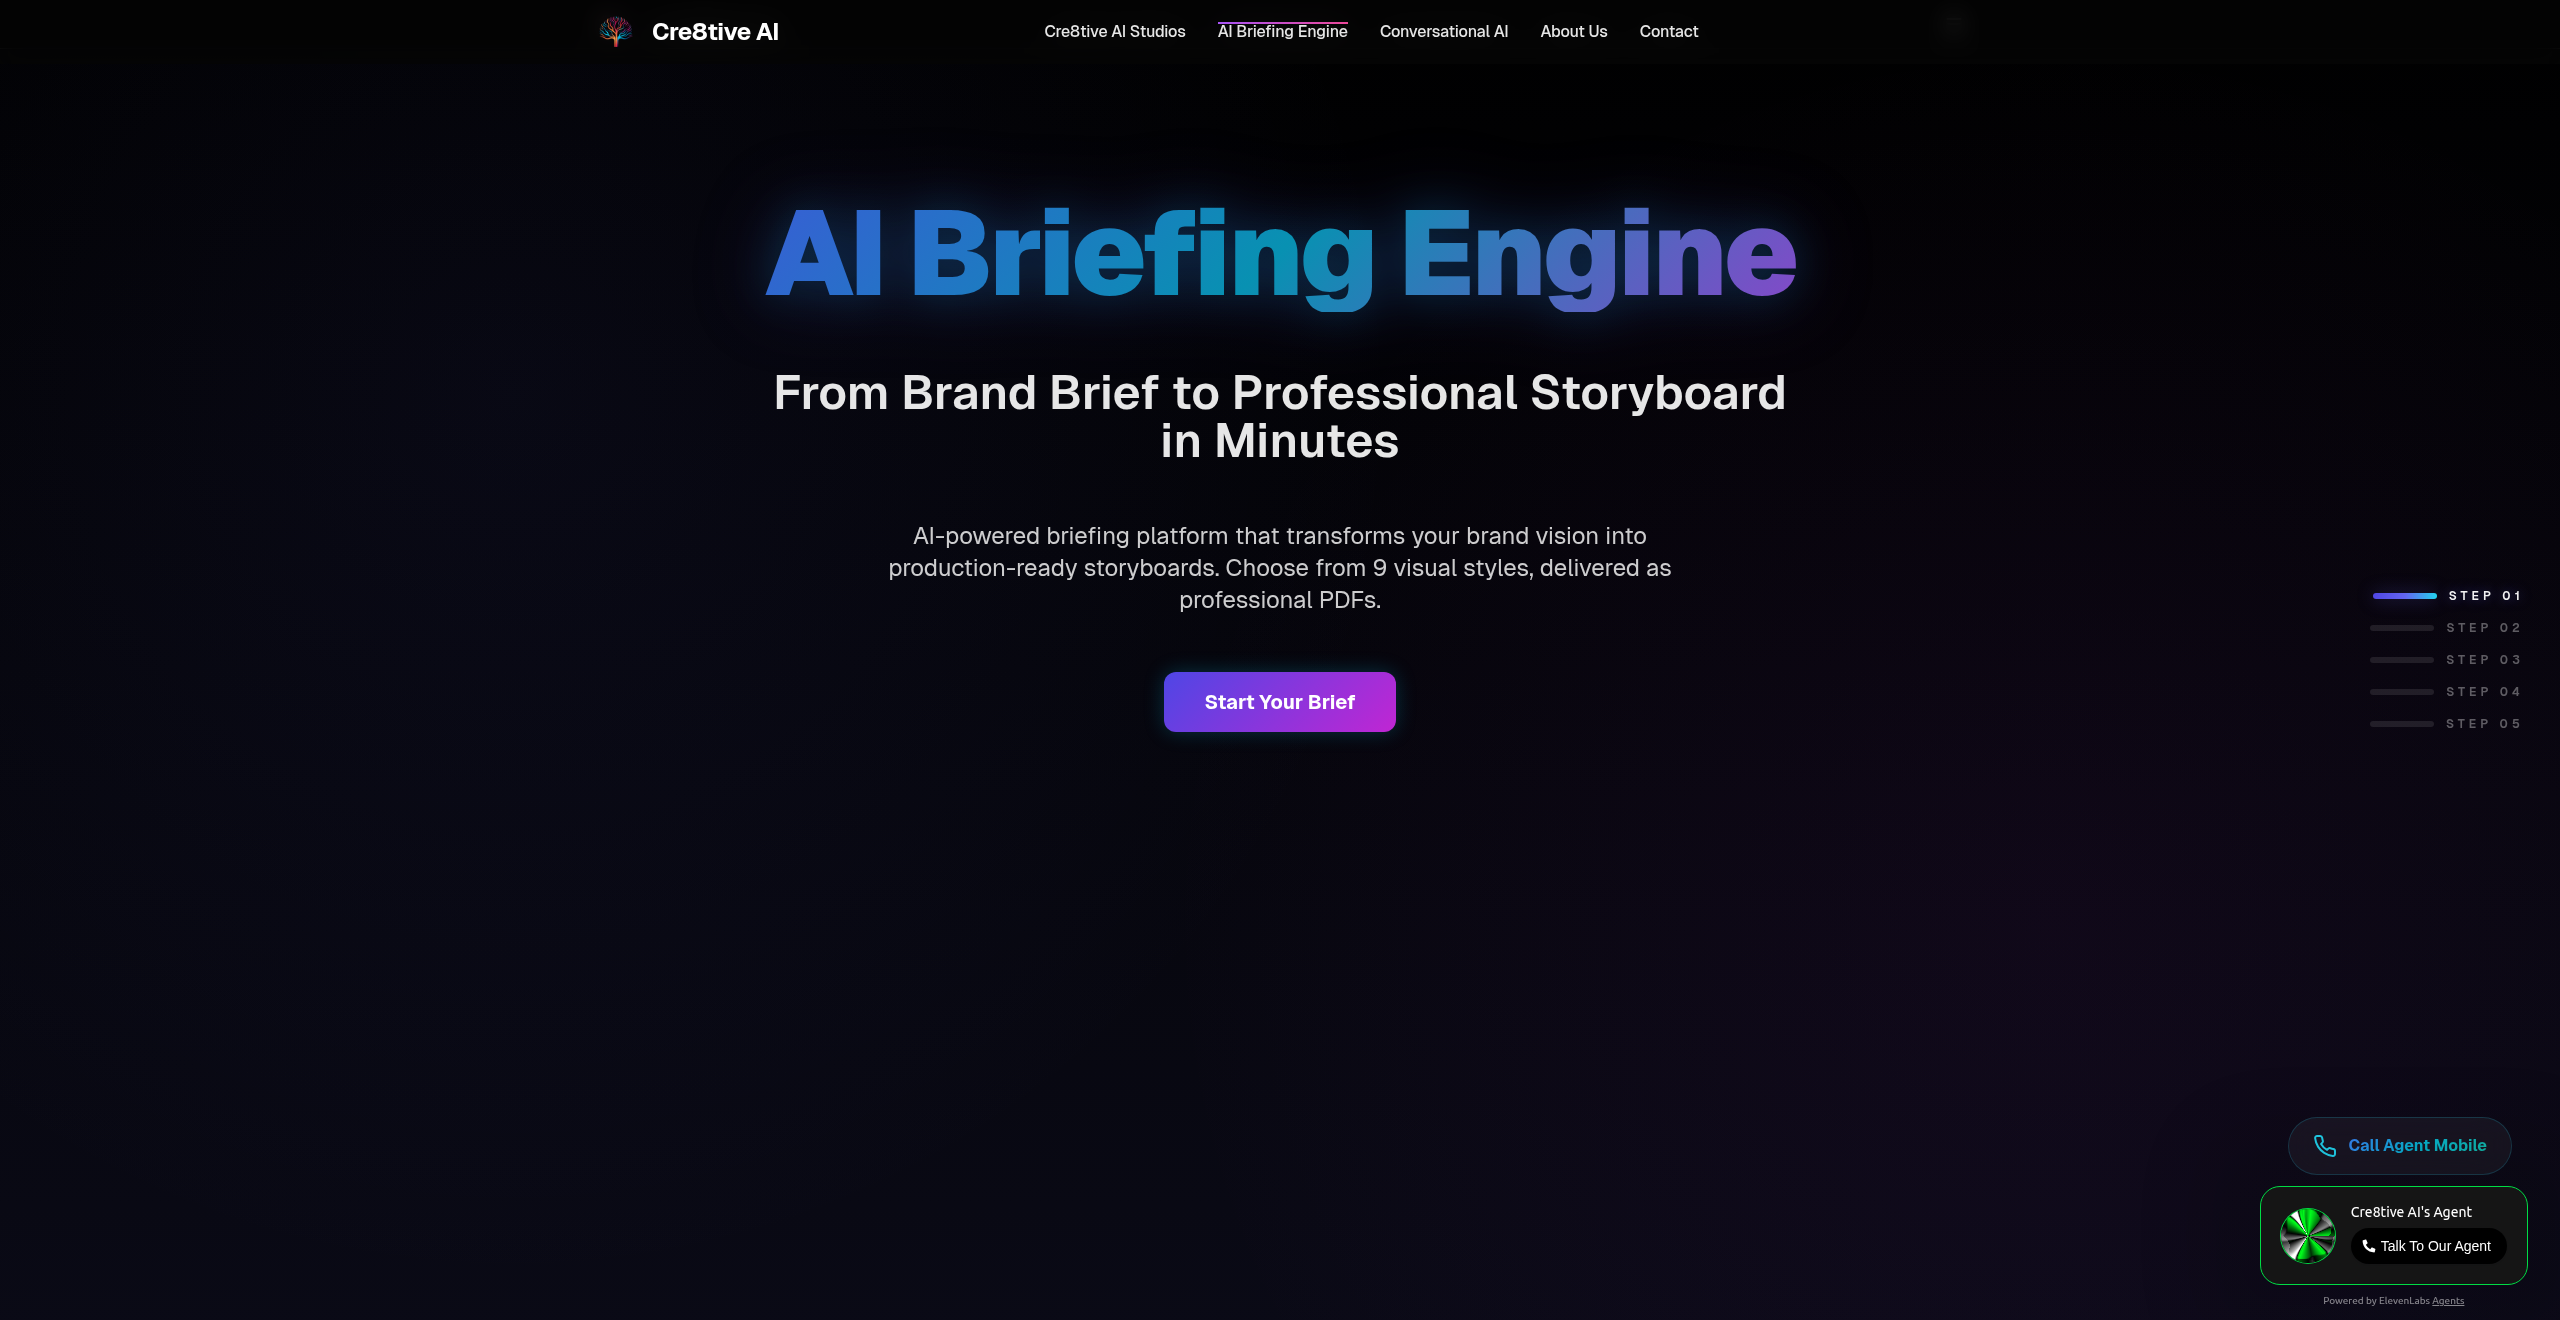 Cre8tive AI
Cre8tive AI Studios
AI Briefing Engine
Conversational AI
About Us
Contact
AI Briefing Engine
From Brand Brief to Professional Storyboard
in Minutes
AI-powered briefing platform that transforms your brand vision into
production-ready storyboards. Choose from 9 visual styles, delivered as
professional PDFs.
Start Your Brief
STEP 01
STEP 02
STEP 03
STEP 04
STEP 05
Call Agent Mobile
Cre8tive AI's Agent
Talk To Our Agent
Powered by ElevenLabs Agents